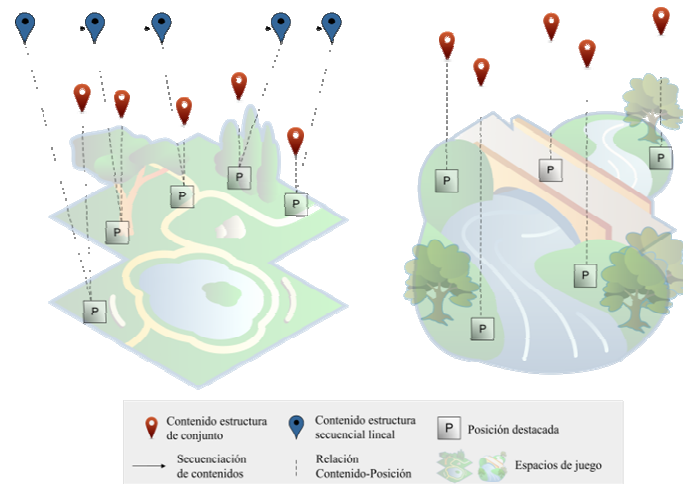 P
P
P
P
P
P
P
P
P
P
Contenido estructura
de conjunto
Contenido estructura
secuencial lineal
P
Posición destacada
Secuenciación
de contenidos
Relación
Contenido-Posición
Espacios de juego